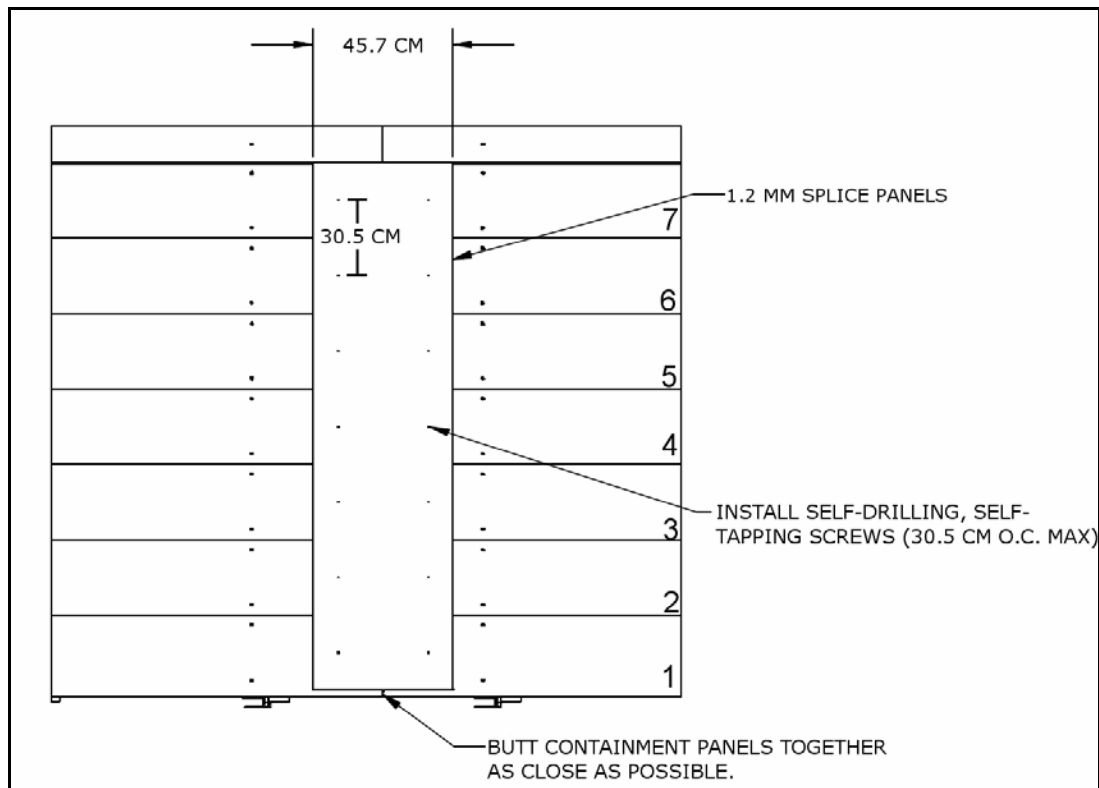 45.7 CM
1.2 MM SPLICE PANELS
7
30.5 CM
6
5
4
INSTALL SELF-DRILLING, SELF-
TAPPING SCREWS (30.5 CM O.C. MAX)
3
2
1
BUTT CONTAINMENT PANELS TOGETHER
AS CLOSE AS POSSIBLE.